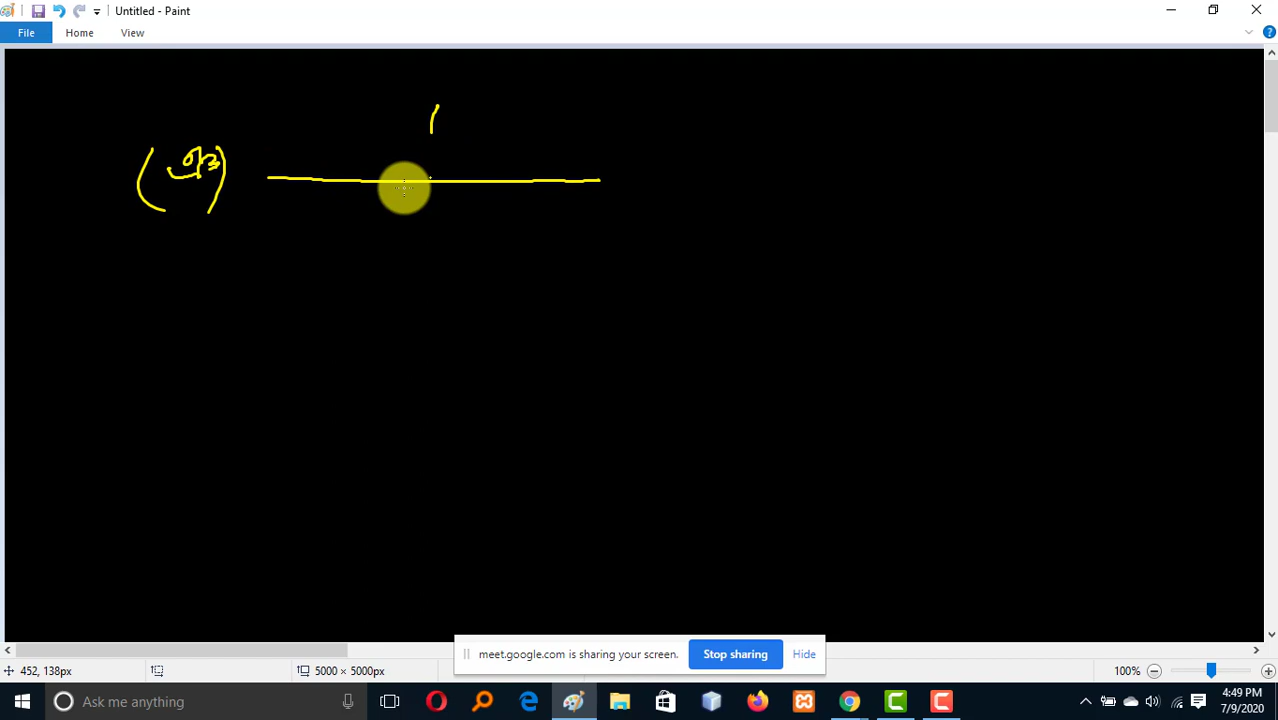 Untitled - Paint
File Home View
meet.google.com is sharing your screen. Stop sharing Hide
452, 138px 5000 × 5000px 100%
Ask me anything
4:49 PM
7/9/2020